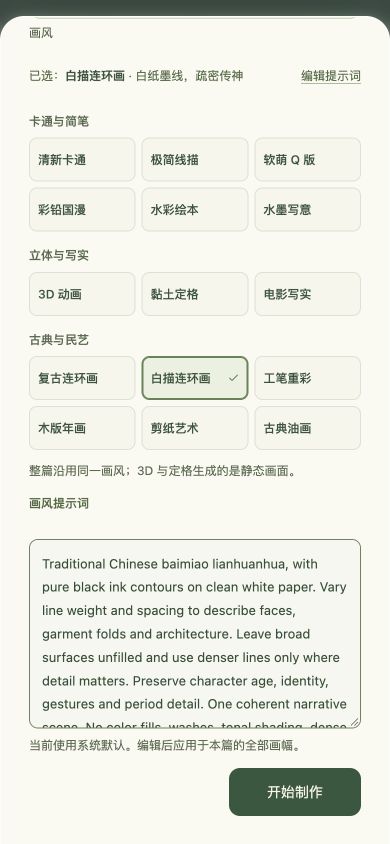 画风
已选：白描连环画 · 白纸墨线，疏密传神 编辑提示词
卡通与简笔
清新卡通 极简线描 软萌 Q 版
彩铅国漫 水彩绘本 水墨写意
立体与写实
3D 动画 黏土定格 电影写实
古典与民艺
复古连环画 白描连环画 工笔重彩
木版年画 剪纸艺术 古典油画
整篇沿用同一画风；3D 与定格生成的是静态画面。
画风提示词
Traditional Chinese baimiao lianhuanhua, with
pure black ink contours on clean white paper. Vary
line weight and spacing to describe faces,
garment folds and architecture. Leave broad
surfaces unfilled and use denser lines only where
detail matters. Preserve character age, identity,
gestures and period detail. One coherent narrative
scene. No color fills, washes, tonal shading, dense
当前使用系统默认。编辑后应用于本篇的全部画幅。
开始制作